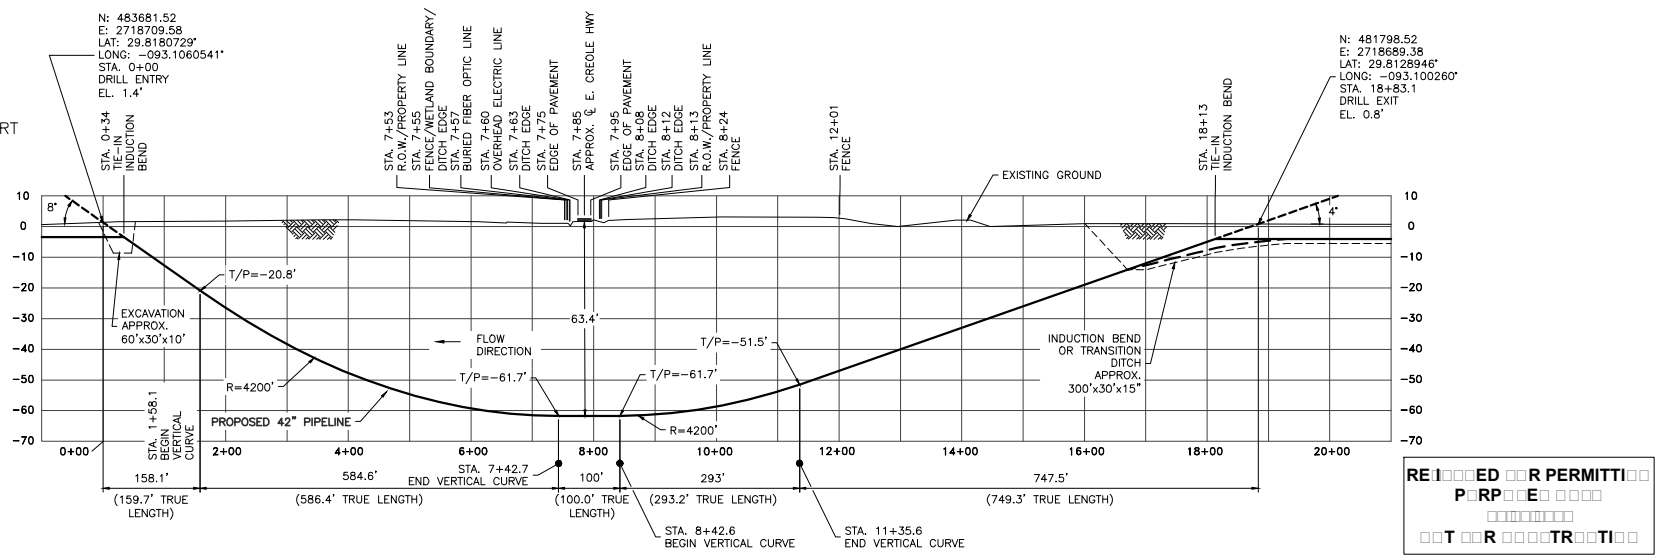 N: 483681.52
E: 2718709.58
LAT: 29.8180729°
LONG: -093.1060541°
STA. 0+00
DRILL ENTRY
EL. 1.4'
RT
STA. 0+34
TIE-IN
INDUCTION
BEND
STA. 7+53
R.O.W./PROPERTY LINE
STA. 7+55
FENCE/WETLAND BOUNDARY/
DITCH EDGE
STA. 7+57
BURIED FIBER OPTIC LINE
STA. 7+60
OVERHEAD ELECTRIC LINE
STA. 7+63
DITCH EDGE
STA. 7+75
EDGE OF PAVEMENT
STA. 7+85
APPROX. ℄ E. CREOLE HWY
STA. 7+95
EDGE OF PAVEMENT
STA. 8+08
DITCH EDGE
STA. 8+12
DITCH EDGE
STA. 8+13
R.O.W./PROPERTY LINE
STA. 8+24
FENCE
STA. 12+01
FENCE
EXISTING GROUND
STA. 18+13
TIE-IN
INDUCTION BEND
N: 481798.52
E: 2718689.38
LAT: 29.8128946°
LONG: -093.100260°
STA. 18+83.1
DRILL EXIT
EL. 0.8'
10
0
-10
-20
-30
-40
-50
-60
-70
8°
4°
10
0
-10
-20
-30
-40
-50
-60
-70
T/P=-20.8'
EXCAVATION
APPROX.
60'x30'x10'
63.4'
FLOW
DIRECTION
T/P=-51.5'
T/P=-61.7'
T/P=-61.7'
R=4200'
R=4200'
PROPOSED 42" PIPELINE
INDUCTION BEND
OR TRANSITION
DITCH
APPROX.
300'x30'x15"
STA. 1+58.1
BEGIN
VERTICAL
CURVE
0+00
2+00
4+00
6+00
8+00
10+00
12+00
14+00
16+00
18+00
20+00
158.1'
(159.7' TRUE
LENGTH)
584.6'
(586.4' TRUE LENGTH)
STA. 7+42.7
END VERTICAL CURVE
100'
(100.0' TRUE
LENGTH)
293'
(293.2' TRUE LENGTH)
747.5'
(749.3' TRUE LENGTH)
STA. 8+42.6
BEGIN VERTICAL CURVE
STA. 11+35.6
END VERTICAL CURVE
PERMITTI